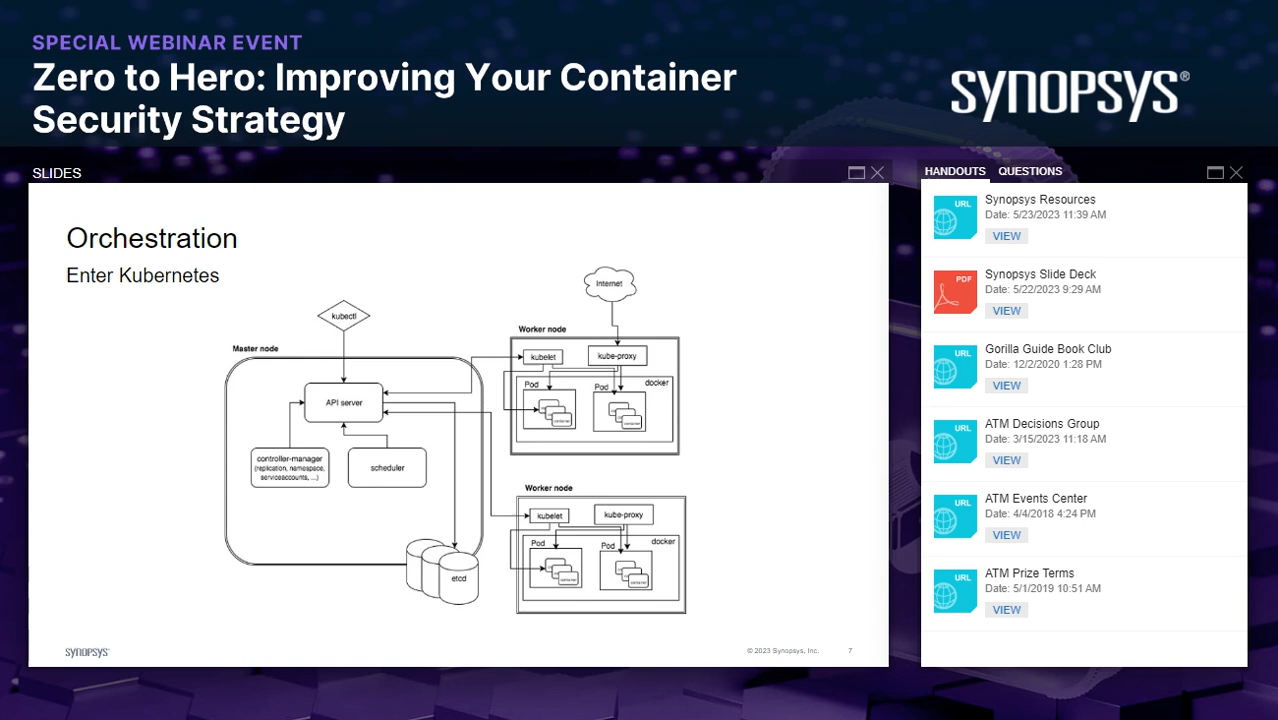 SPECIAL WEBINAR EVENT
Zero to Hero: Improving Your Container
Security Strategy
SYNOPSYS®
SLIDES
Orchestration
Enter Kubernetes
kubectl
Master node
API server
controller-manager
(replication, namespace,
serviceaccounts, ...)
scheduler
etcd
Internet
Worker node
kubelet
kube-proxy
docker
Pod
Pod
container
container
Worker node
kubelet
kube-proxy
docker
Pod
Pod
container
container
SYNOPSYS®
© 2023 Synopsys, Inc.
7
HANDOUTS QUESTIONS
URL
Synopsys Resources
Date: 5/23/2023 11:39 AM
VIEW
PDF
Synopsys Slide Deck
Date: 5/22/2023 9:29 AM
VIEW
URL
Gorilla Guide Book Club
Date: 12/2/2020 1:28 PM
VIEW
URL
ATM Decisions Group
Date: 3/15/2023 11:18 AM
VIEW
URL
ATM Events Center
Date: 4/4/2018 4:24 PM
VIEW
URL
ATM Prize Terms
Date: 5/1/2019 10:51 AM
VIEW